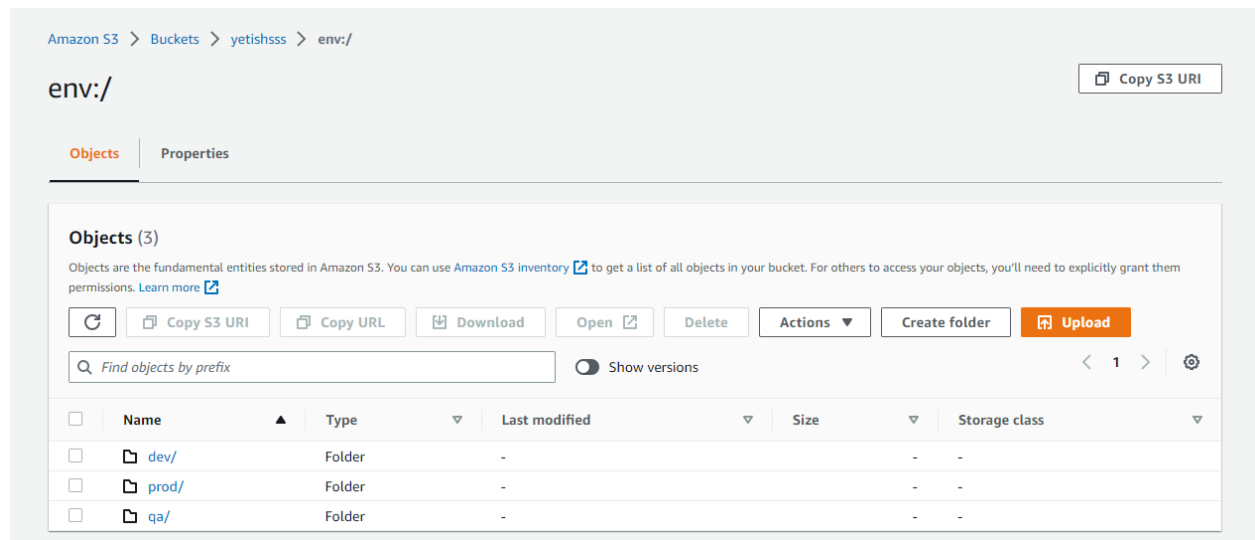 Amazon S3 > Buckets > yetishsss > env:/
env:/
Copy S3 URI
Objects Properties
Objects (3)
Objects are the fundamental entities stored in Amazon S3. You can use Amazon S3 inventory to get a list of all objects in your bucket. For others to access your objects, you'll need to explicitly grant them
permissions. Learn more
Copy S3 URI Copy URL Download Open Delete Actions Create folder Upload
Find objects by prefix Show versions < 1 >
Name Type Last modified Size Storage class
dev/ Folder - - -
prod/ Folder - - -
qa/ Folder - - -